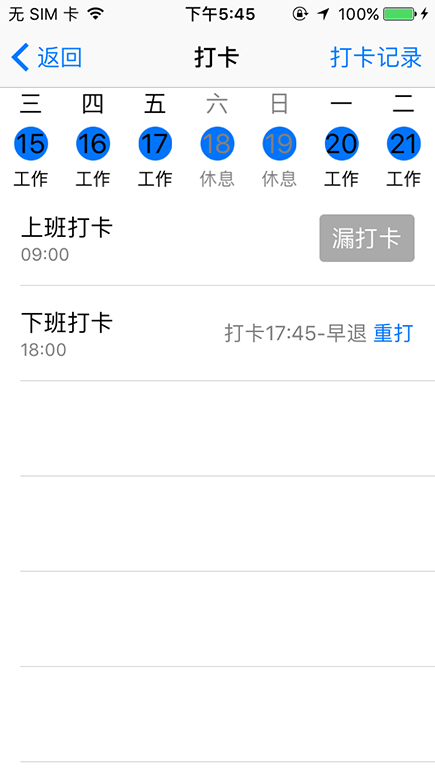 无 SIM 卡 下午5:45 100%
返回 打卡 打卡记录
三 四 五 六 日 一 二
15 16 17 18 19 20 21
工作 工作 工作 休息 休息 工作 工作
上班打卡
09:00
漏打卡
下班打卡
18:00
打卡17:45-早退 重打